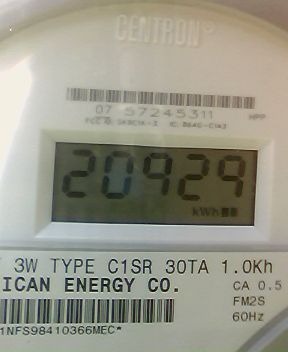 CENTRON®
07 57245311 HPP
20929
kWh
3W TYPE C1SR 30TA 1.0Kh
ICAN ENERGY CO. CA 0.5
FM2S
1NFS98410366MEC* 60Hz